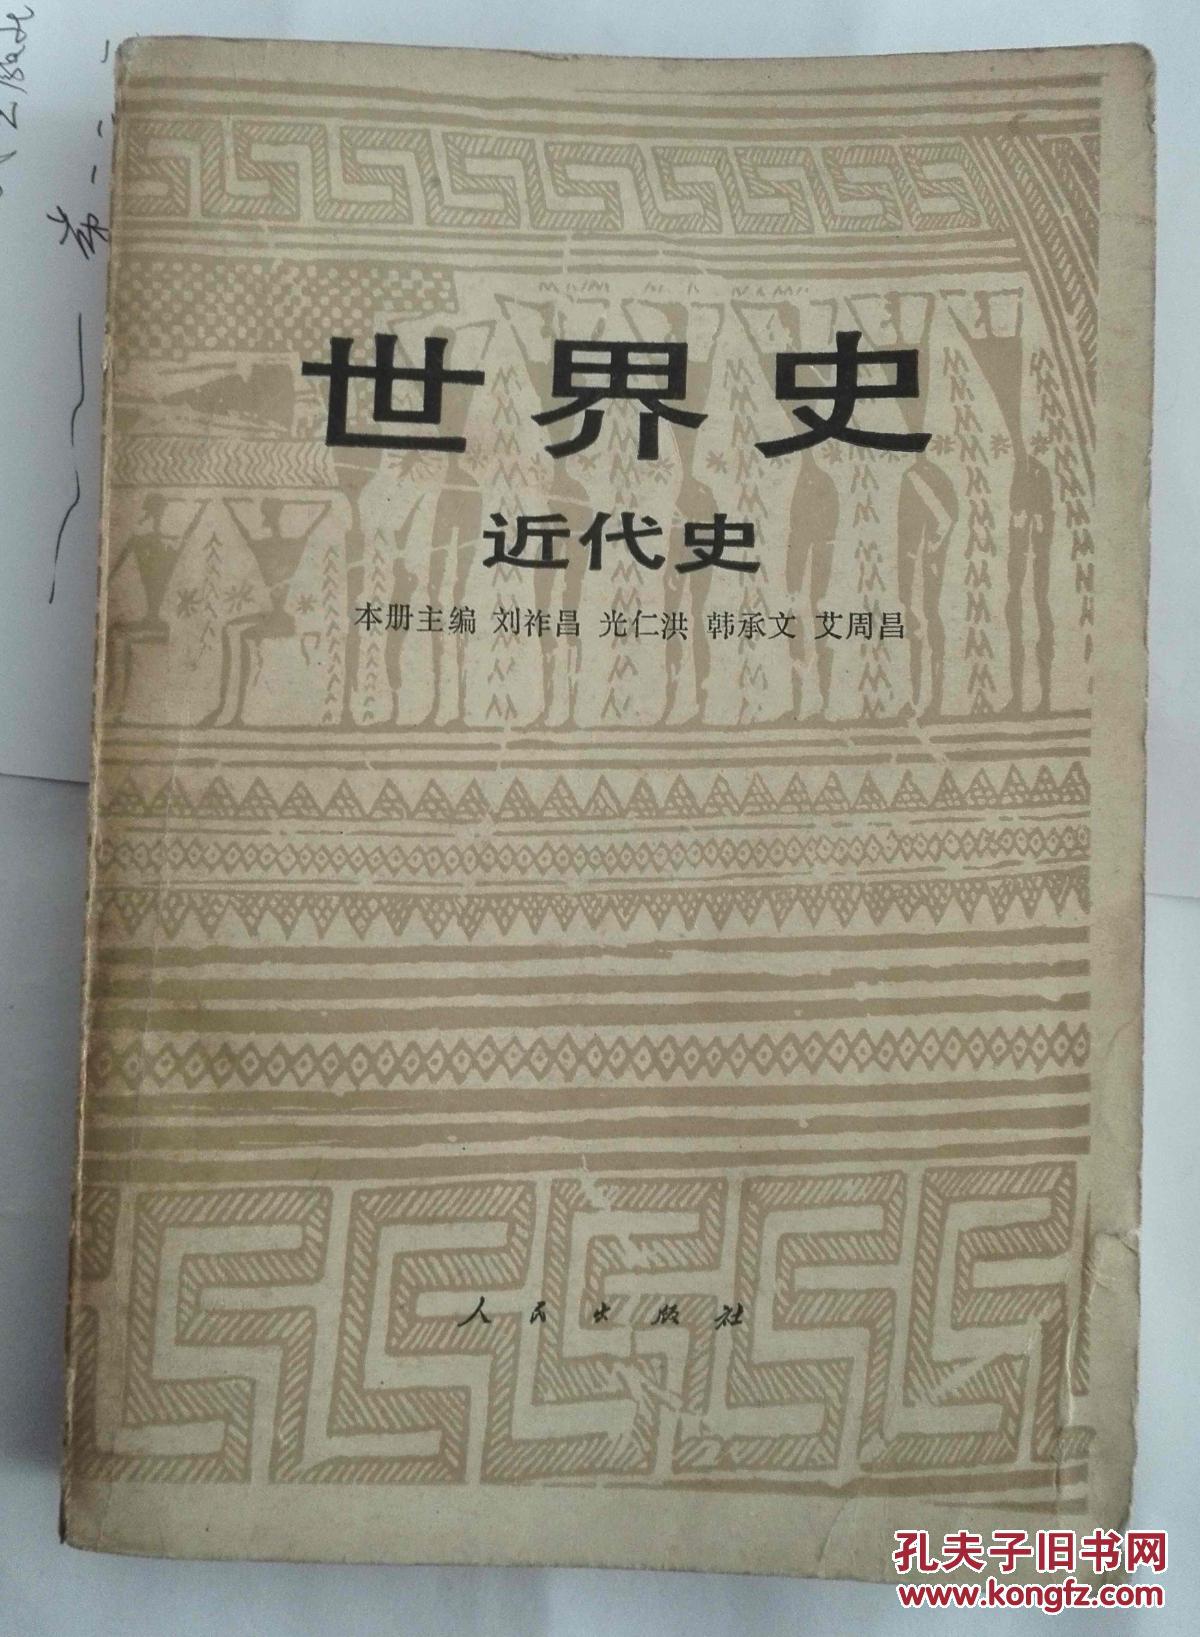 世界史
近代史
本册主编 刘祚昌 光仁洪 韩承文 艾周昌
人民出版社
孔夫子旧书网
www.kongfz.com